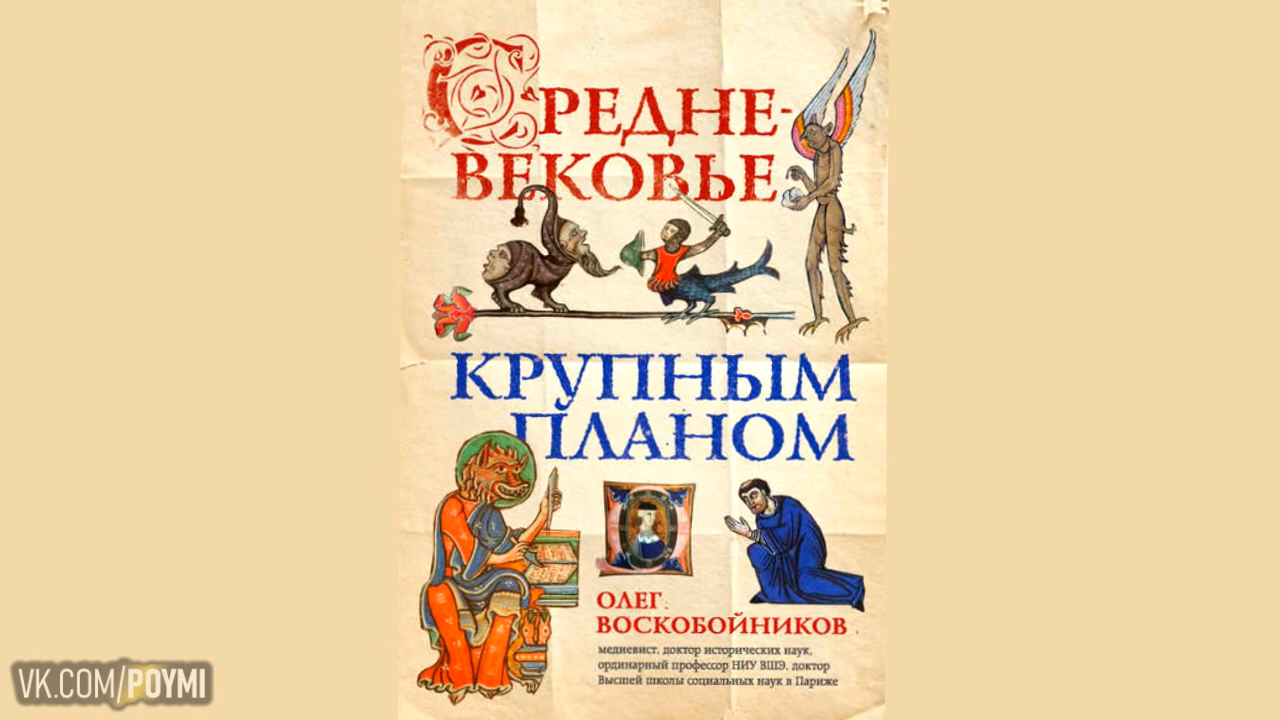 СРЕДНЕ-
ВЕКОВЬЕ
КРУПНЫМ
ПЛАНОМ
ОЛЕГ
ВОСКОБОЙНИКОВ
медиевист, доктор исторических наук,
ординарный профессор НИУ ВШЭ, доктор
Высшей школы социальных наук в Париже
VK.COM/POYMI